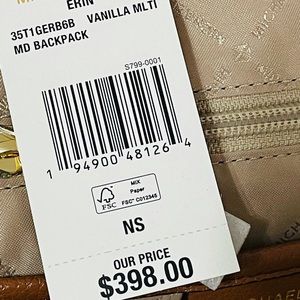 ERIN
35T1GERB6B VANILLA MLTI
MD BACKPACK
S799-0001
1 94900 48126 4
FSC
MIX
Paper
FSC® C012345
NS
OUR PRICE
$398.00
MICH